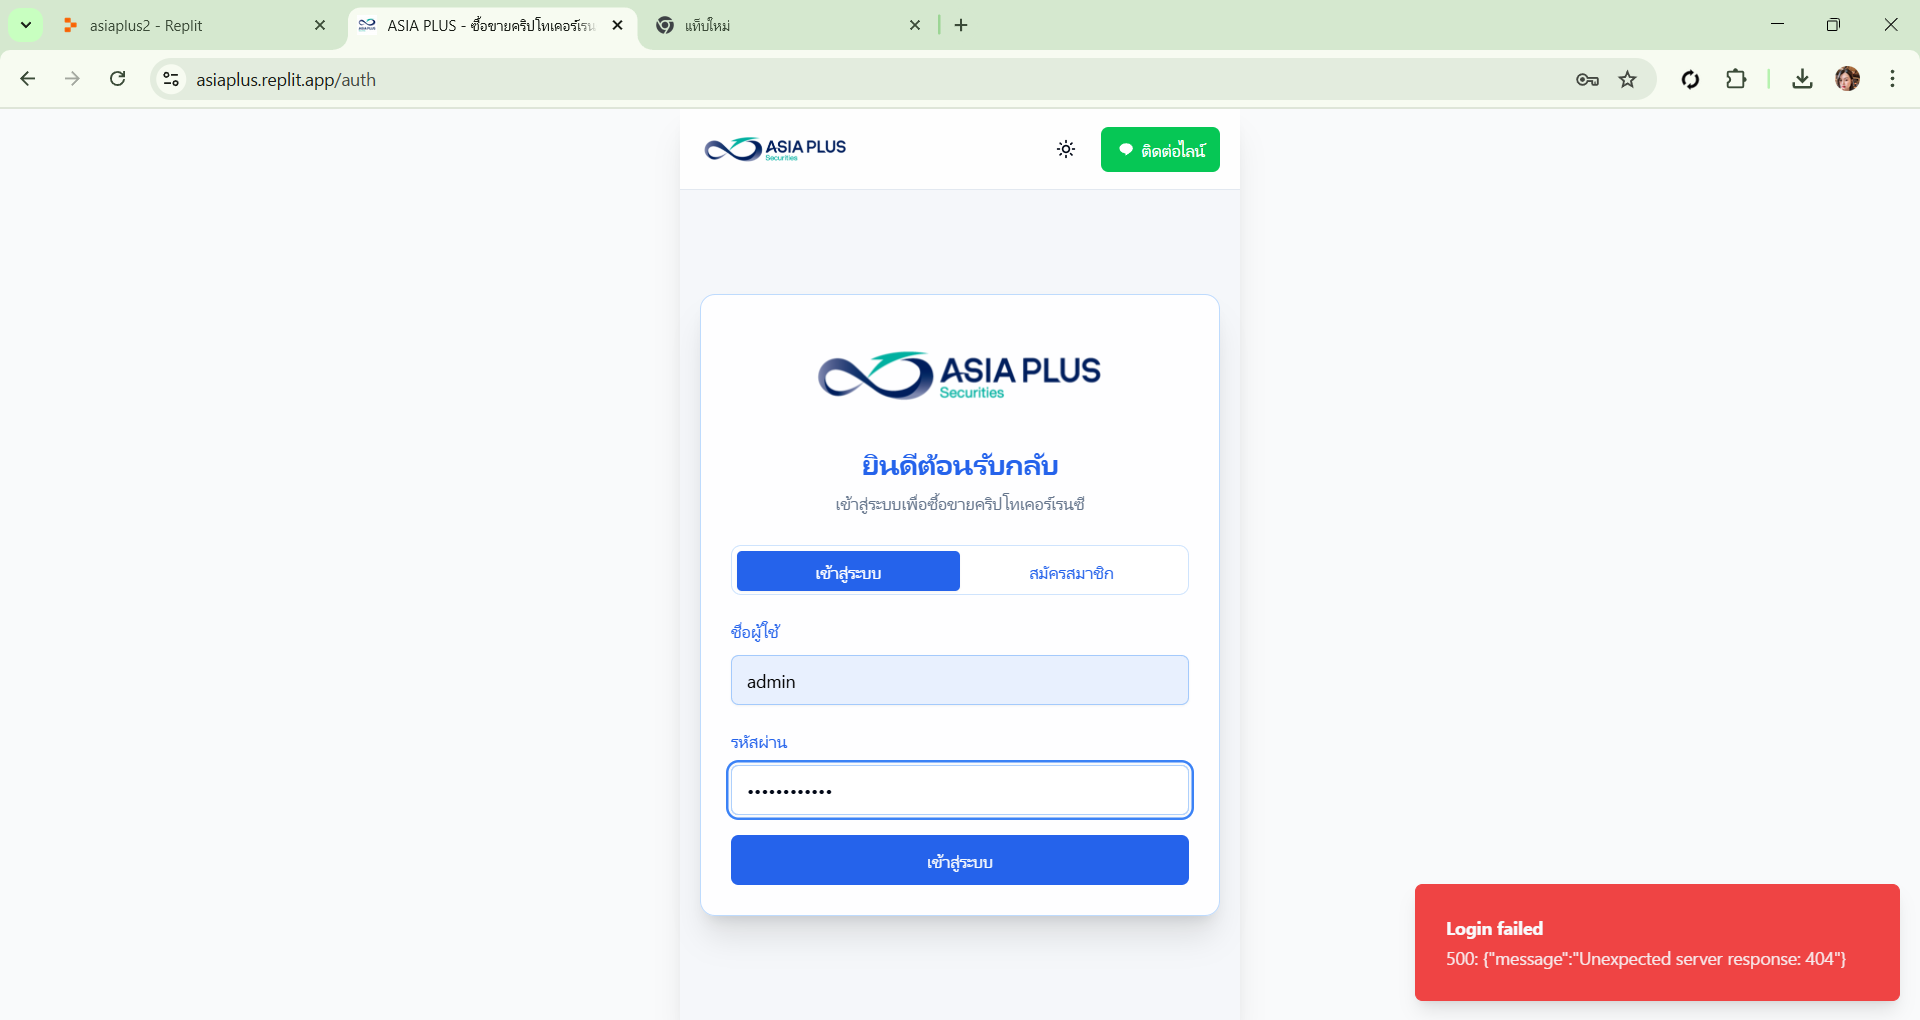 asiaplus2 - Replit
ASIA PLUS - ซื้อขายคริปโทเคอร์เรน
แท็บใหม่
asiaplus.replit.app/auth
ASIA PLUS
Securities
ติดต่อไลน์
ASIA PLUS
Securities
ยินดีต้อนรับกลับ
เข้าสู่ระบบเพื่อซื้อขายคริปโทเคอร์เรนซี
เข้าสู่ระบบ
สมัครสมาชิก
ชื่อผู้ใช้
admin
รหัสผ่าน
••••••••••••
เข้าสู่ระบบ
Login failed
500: {"message":"Unexpected server response: 404"}